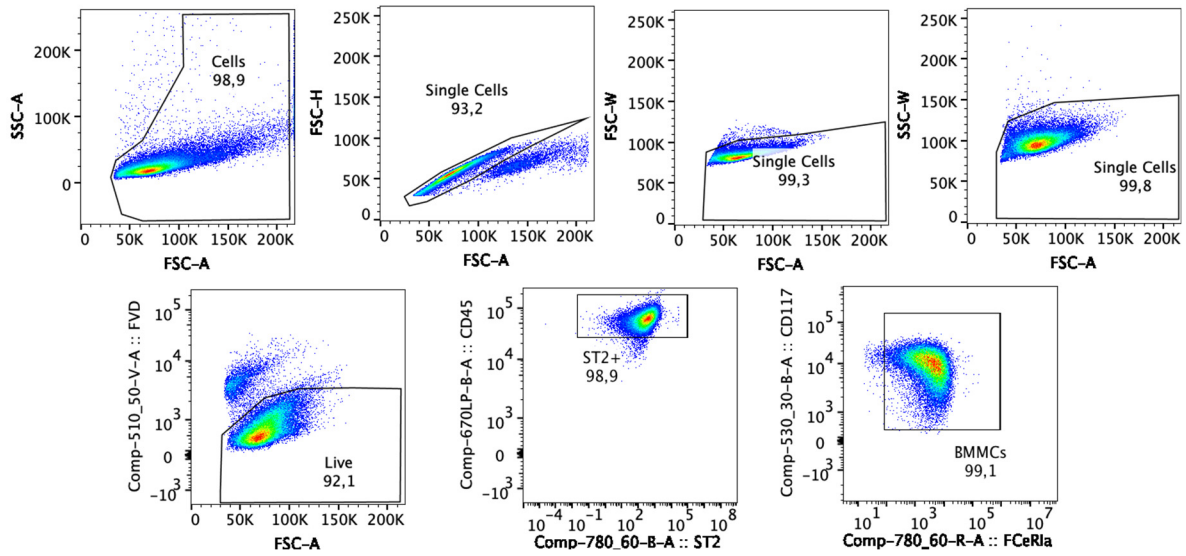 SSC-A
250K
200K
100K
0
Cells
98,9
0 50K 100K 150K 200K
FSC-A
FSC-H
250K
200K
150K
100K
50K
0
Single Cells
93,2
0 50K 100K 150K 200K
FSC-A
FSC-W
250K
200K
150K
100K
50K
0
Single Cells
99,3
0 50K 100K 150K 200K
FSC-A
SSC-W
250K
200K
150K
100K
50K
0
Single Cells
99,8
0 50K 100K 150K 200K
FSC-A
Comp-510_50-V-A :: FVD
10^5
10^4
10^3
0
-10^3
Live
92,1
0 50K 100K 150K 200K
FSC-A
Comp-670LP-B-A :: CD45
10^5
10^4
10^3
0
-10^3
ST2+
98,9
10^-4 10^-1 10^2 10^5 10^8
Comp-780_60-B-A :: ST2
Comp-530_30-B-A :: CD117
10^5
10^4
10^3
0
-10^3
BMMCs
99,1
10^1 10^3 10^5 10^7
Comp-780_60-R-A :: FCeRIa